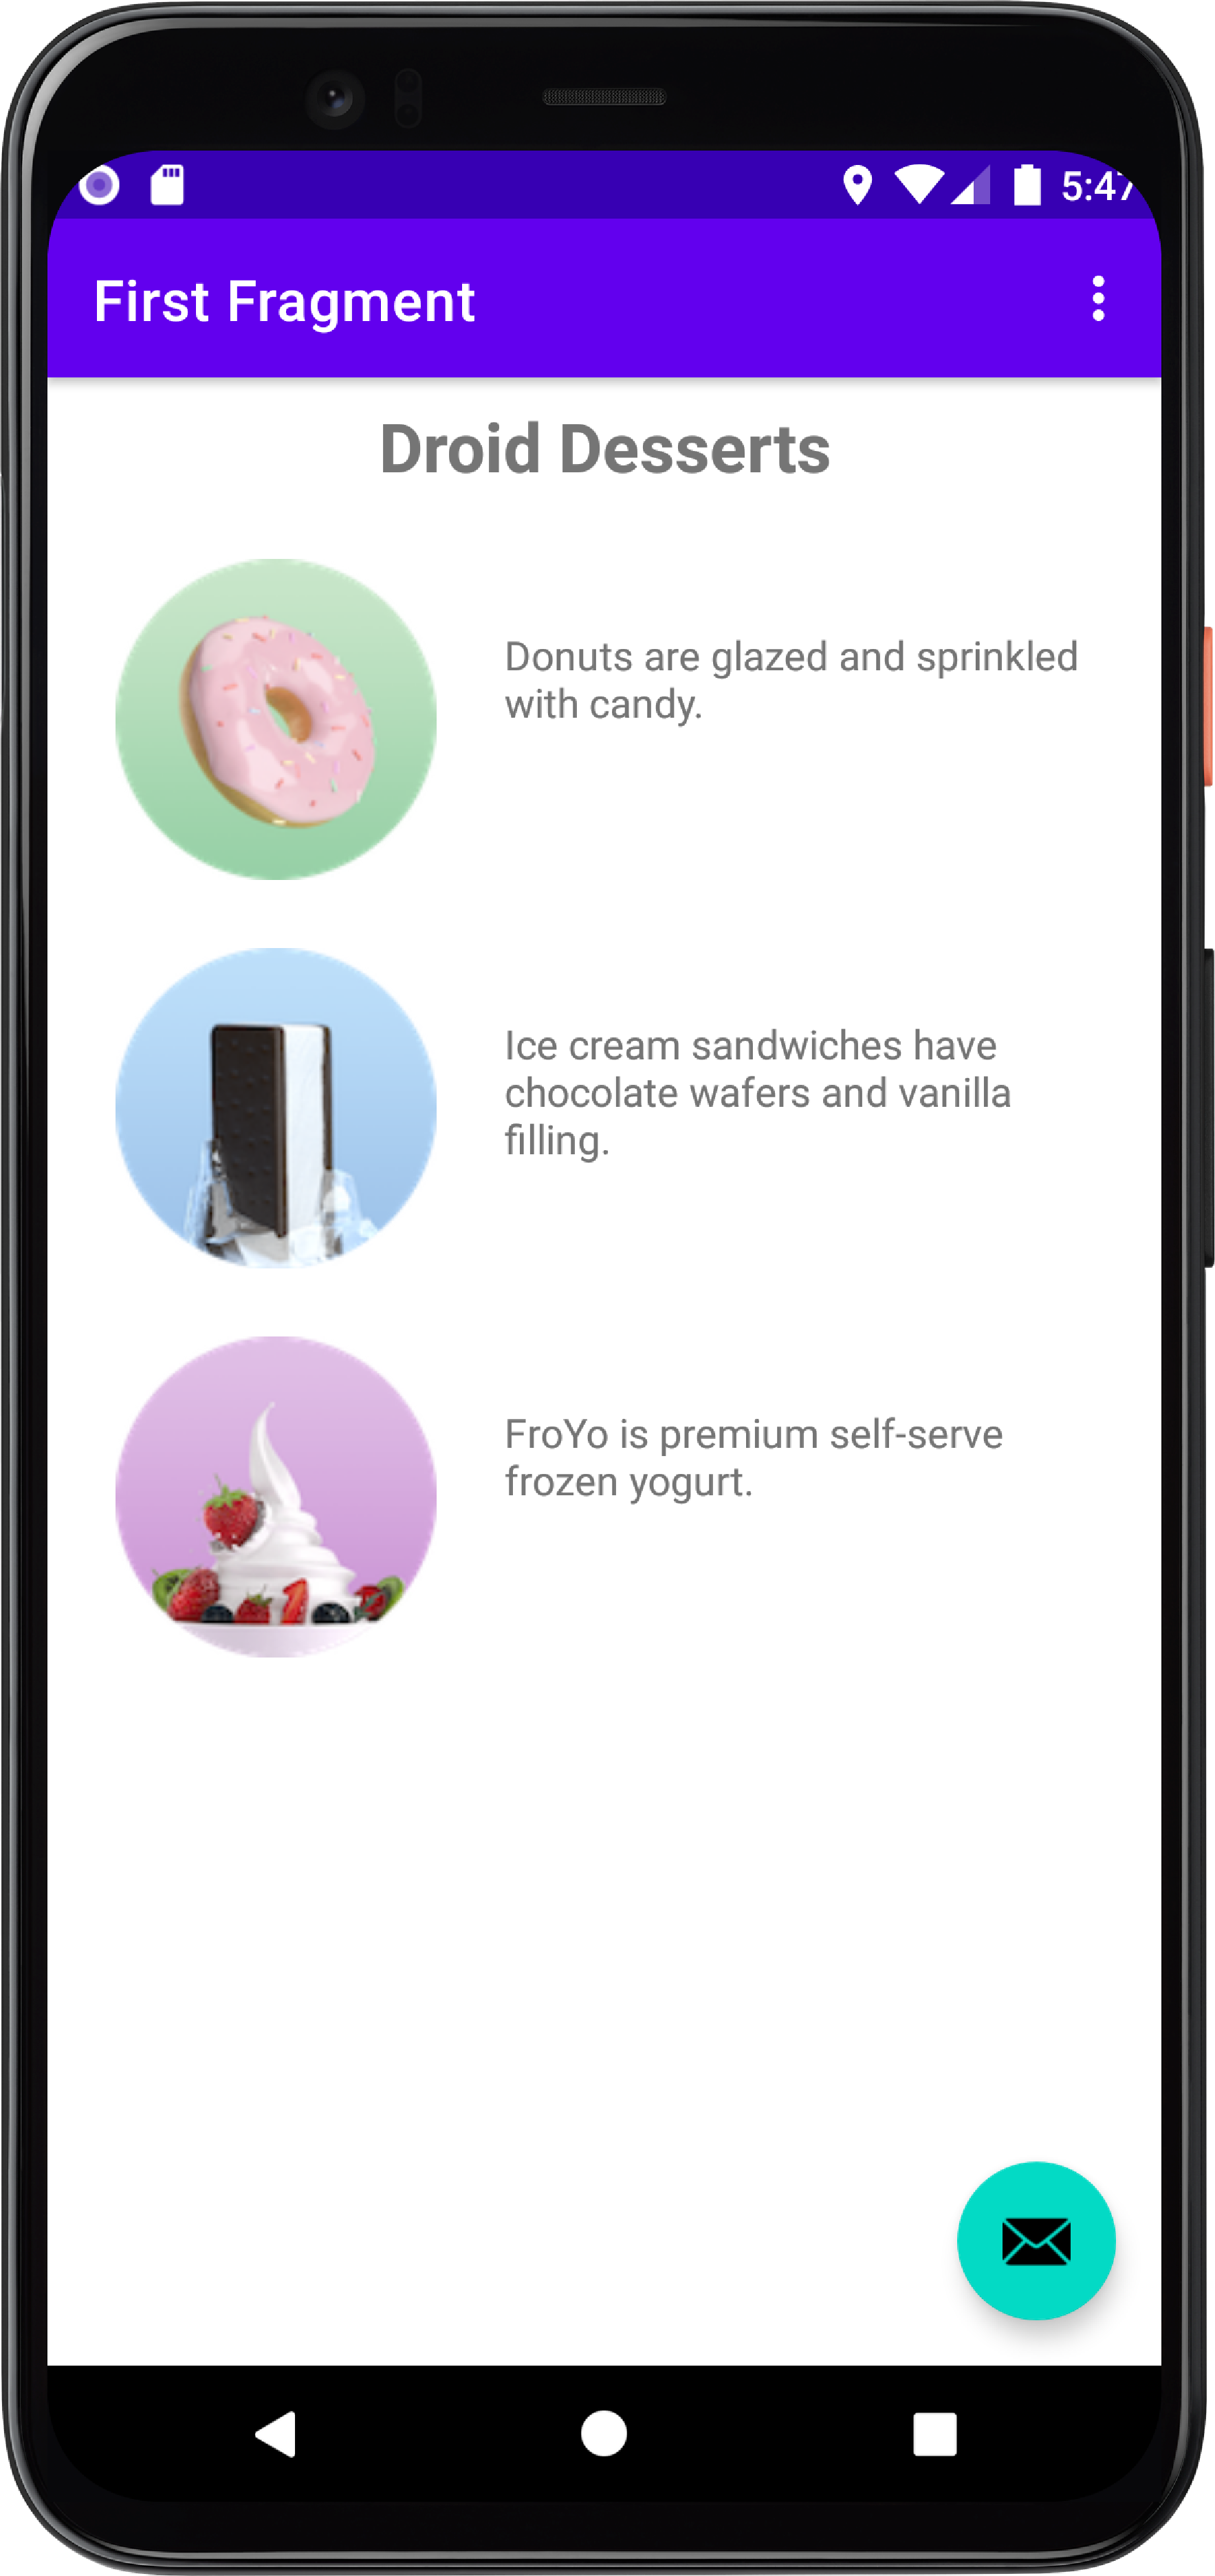 5:47
First Fragment
Droid Desserts
Donuts are glazed and sprinkled
with candy.
Ice cream sandwiches have
chocolate wafers and vanilla
filling.
FroYo is premium self-serve
frozen yogurt.